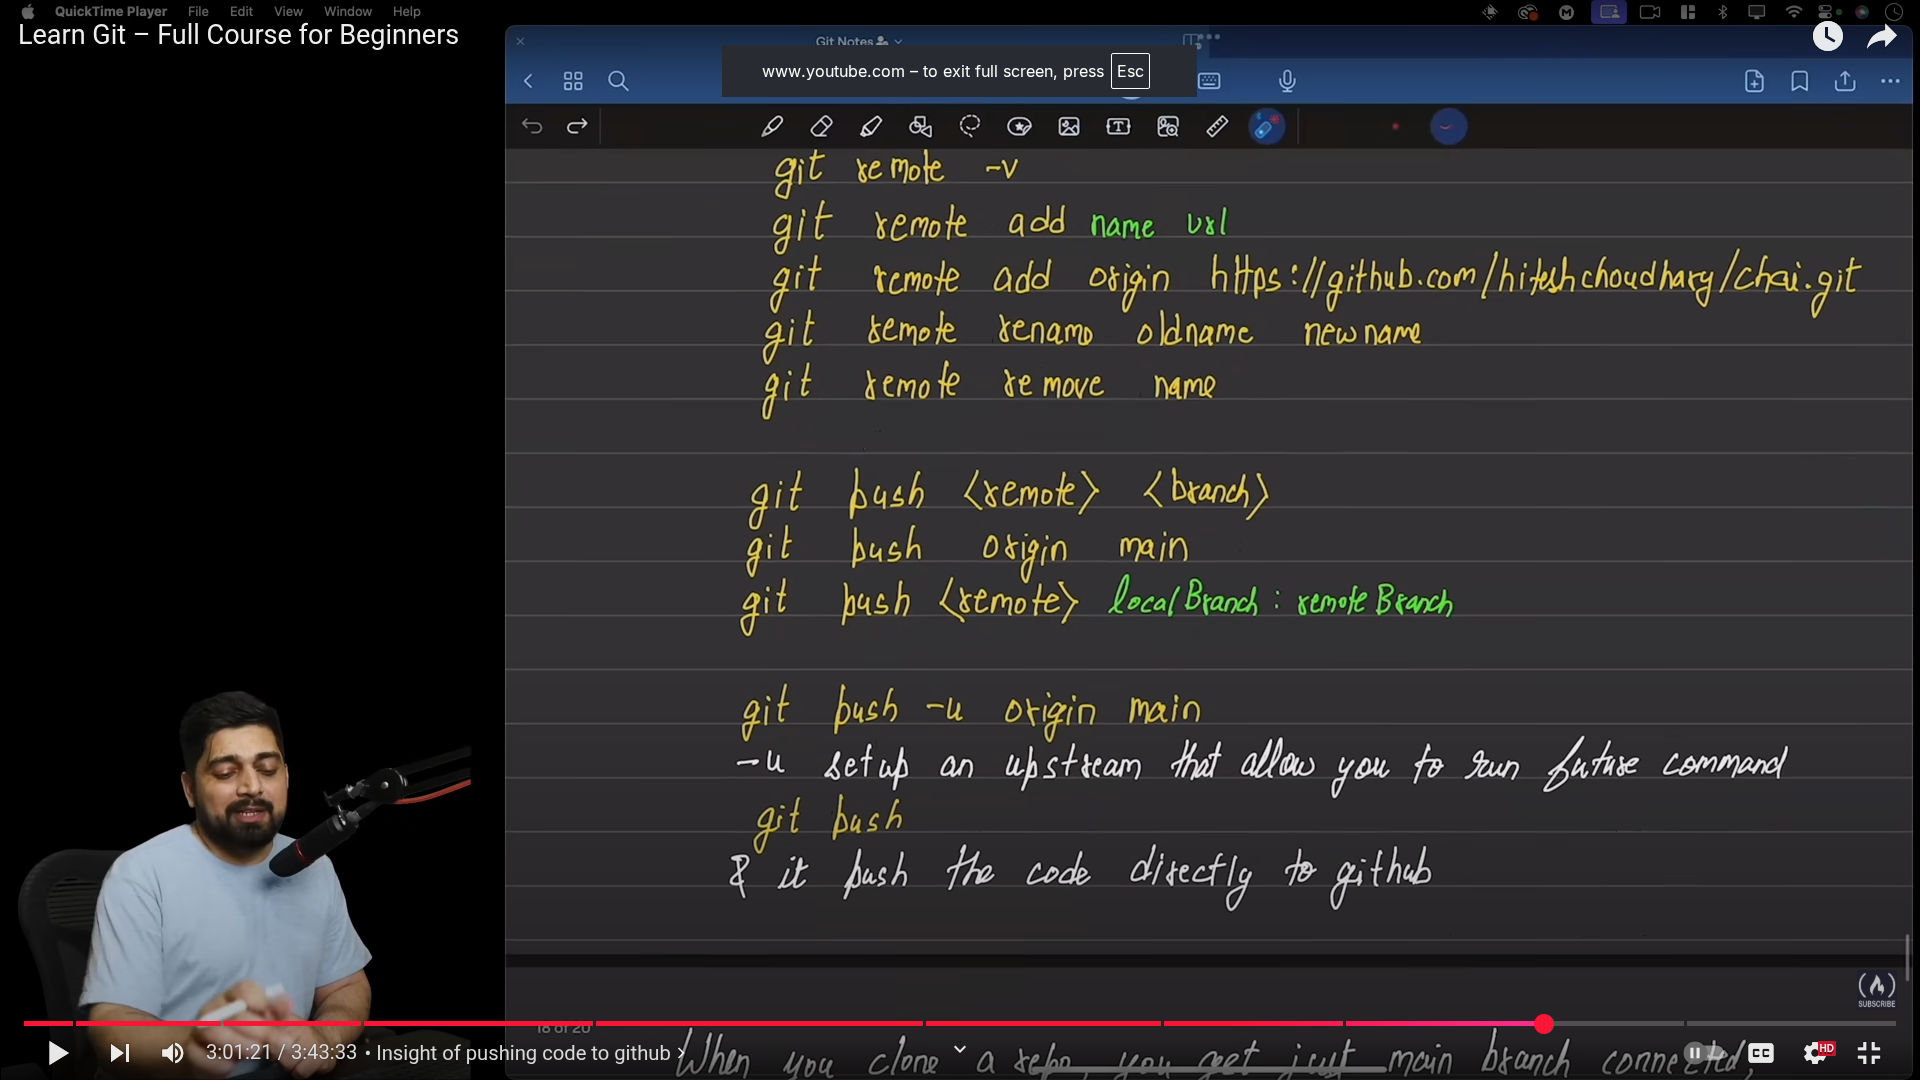 QuickTime Player File Edit View Window Help
Learn Git – Full Course for Beginners
Git Notes
www.youtube.com – to exit full screen, press Esc
git remote -v
git remote add name url
git remote add origin https://github.com/hiteshchoudhary/chai.git
git remote rename oldname newname
git remote remove name
git push <remote> <branch>
git push origin main
git push <remote> localBranch : remoteBranch
git push -u origin main
-u setup an upstream that allow you to run future command
git push
& it push the code directly to github
SUBSCRIBE
18 of 20
3:01:21 / 3:43:33 • Insight of pushing code to github
CC
HD
When you clone a repo, you get just main branch connected,